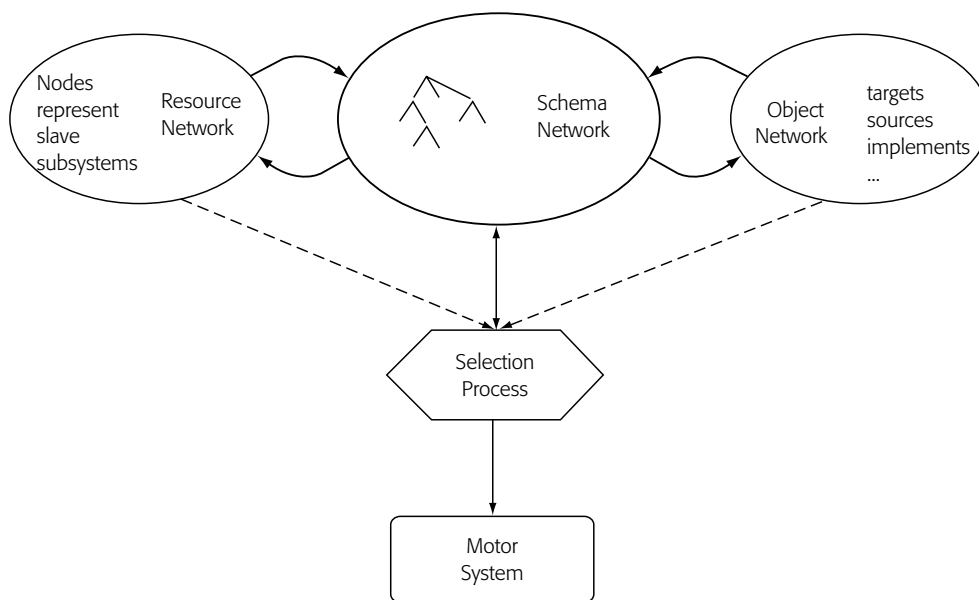 Nodes
represent
slave
subsystems
Resource
Network
Schema
Network
Object
Network
targets
sources
implements
...
Selection
Process
Motor
System